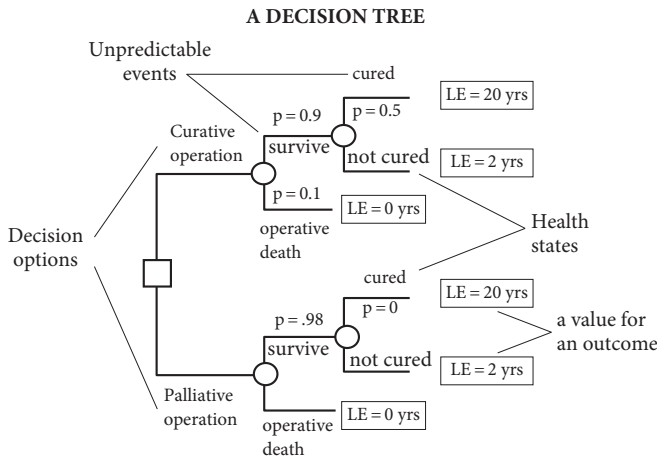 A DECISION TREE
Unpredictable
events
cured
LE = 20 yrs
p = 0.9
p = 0.5
Curative
operation
survive
not cured
LE = 2 yrs
p = 0.1
LE = 0 yrs
operative
death
Decision
options
Health
states
cured
LE = 20 yrs
p = .98
p = 0
a value for
an outcome
survive
not cured
LE = 2 yrs
Palliative
operation
LE = 0 yrs
operative
death